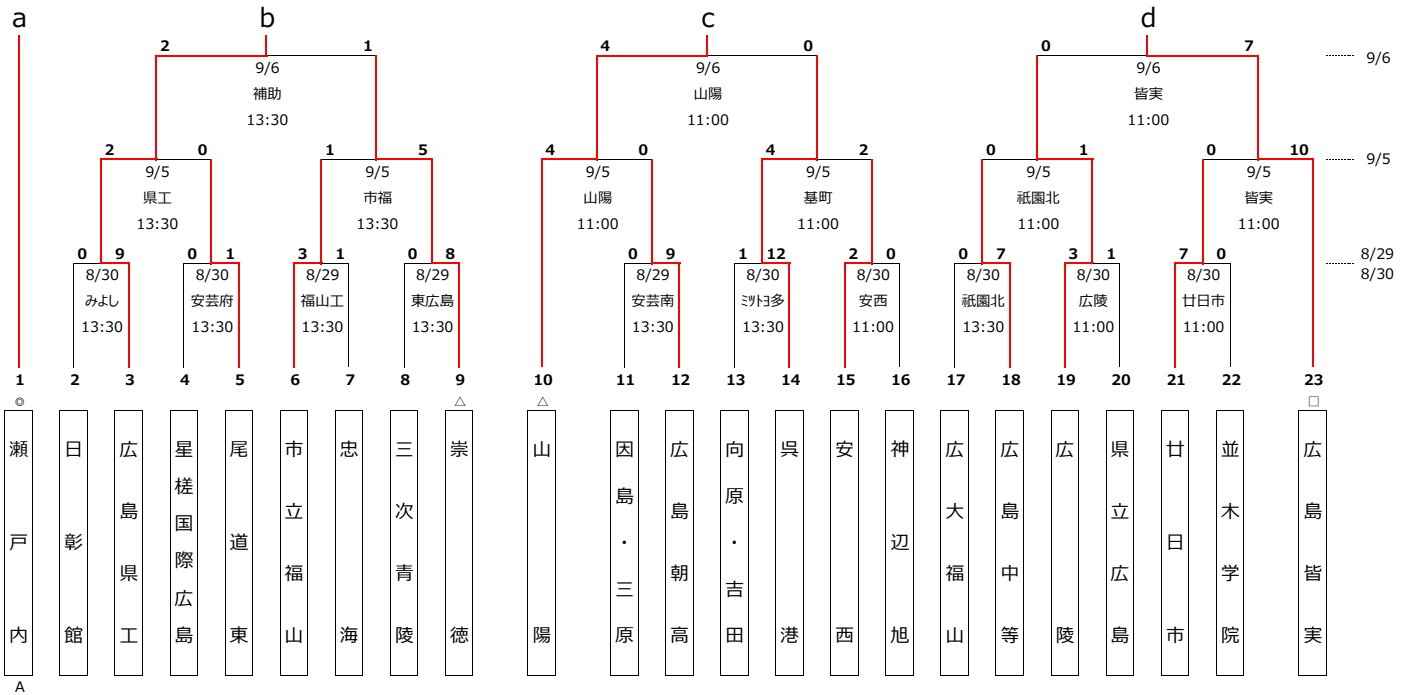 a b c d
2 1 4 0 0 7
9/6 9/6 9/6 9/6
補助 山陽 皆実
13:30 11:00 11:00
2 0 1 5 4 0 4 2 0 1 0 10
9/5 9/5 9/5 9/5 9/5 9/5 9/5
県工 市福 山陽 基町 祇園北 皆実
13:30 13:30 11:00 11:00 11:00 11:00
0 9 0 1 3 1 0 8 0 9 1 12 2 0 0 7 3 1 7 0 8/29
8/30 8/30 8/29 8/29 8/29 8/30 8/30 8/30 8/30 8/30 8/30
みよし 安芸府 福山工 東広島 安芸南 ミツトヨ多 安西 祇園北 広陵 廿日市
13:30 13:30 13:30 13:30 13:30 13:30 11:00 13:30 11:00 11:00
1 2 3 4 5 6 7 8 9 10 11 12 13 14 15 16 17 18 19 20 21 22 23
◎ △ △ □
瀬戸内
日彰館
広島県工
星槎国際広島
尾道東
市立福山
忠海
三次青陵
崇徳
山陽
因島・三原
広島朝高
向原・吉田
呉港
安西
神辺旭
広大福山
広島中等
広陵
県立広島
廿日市
並木学院
広島皆実
A